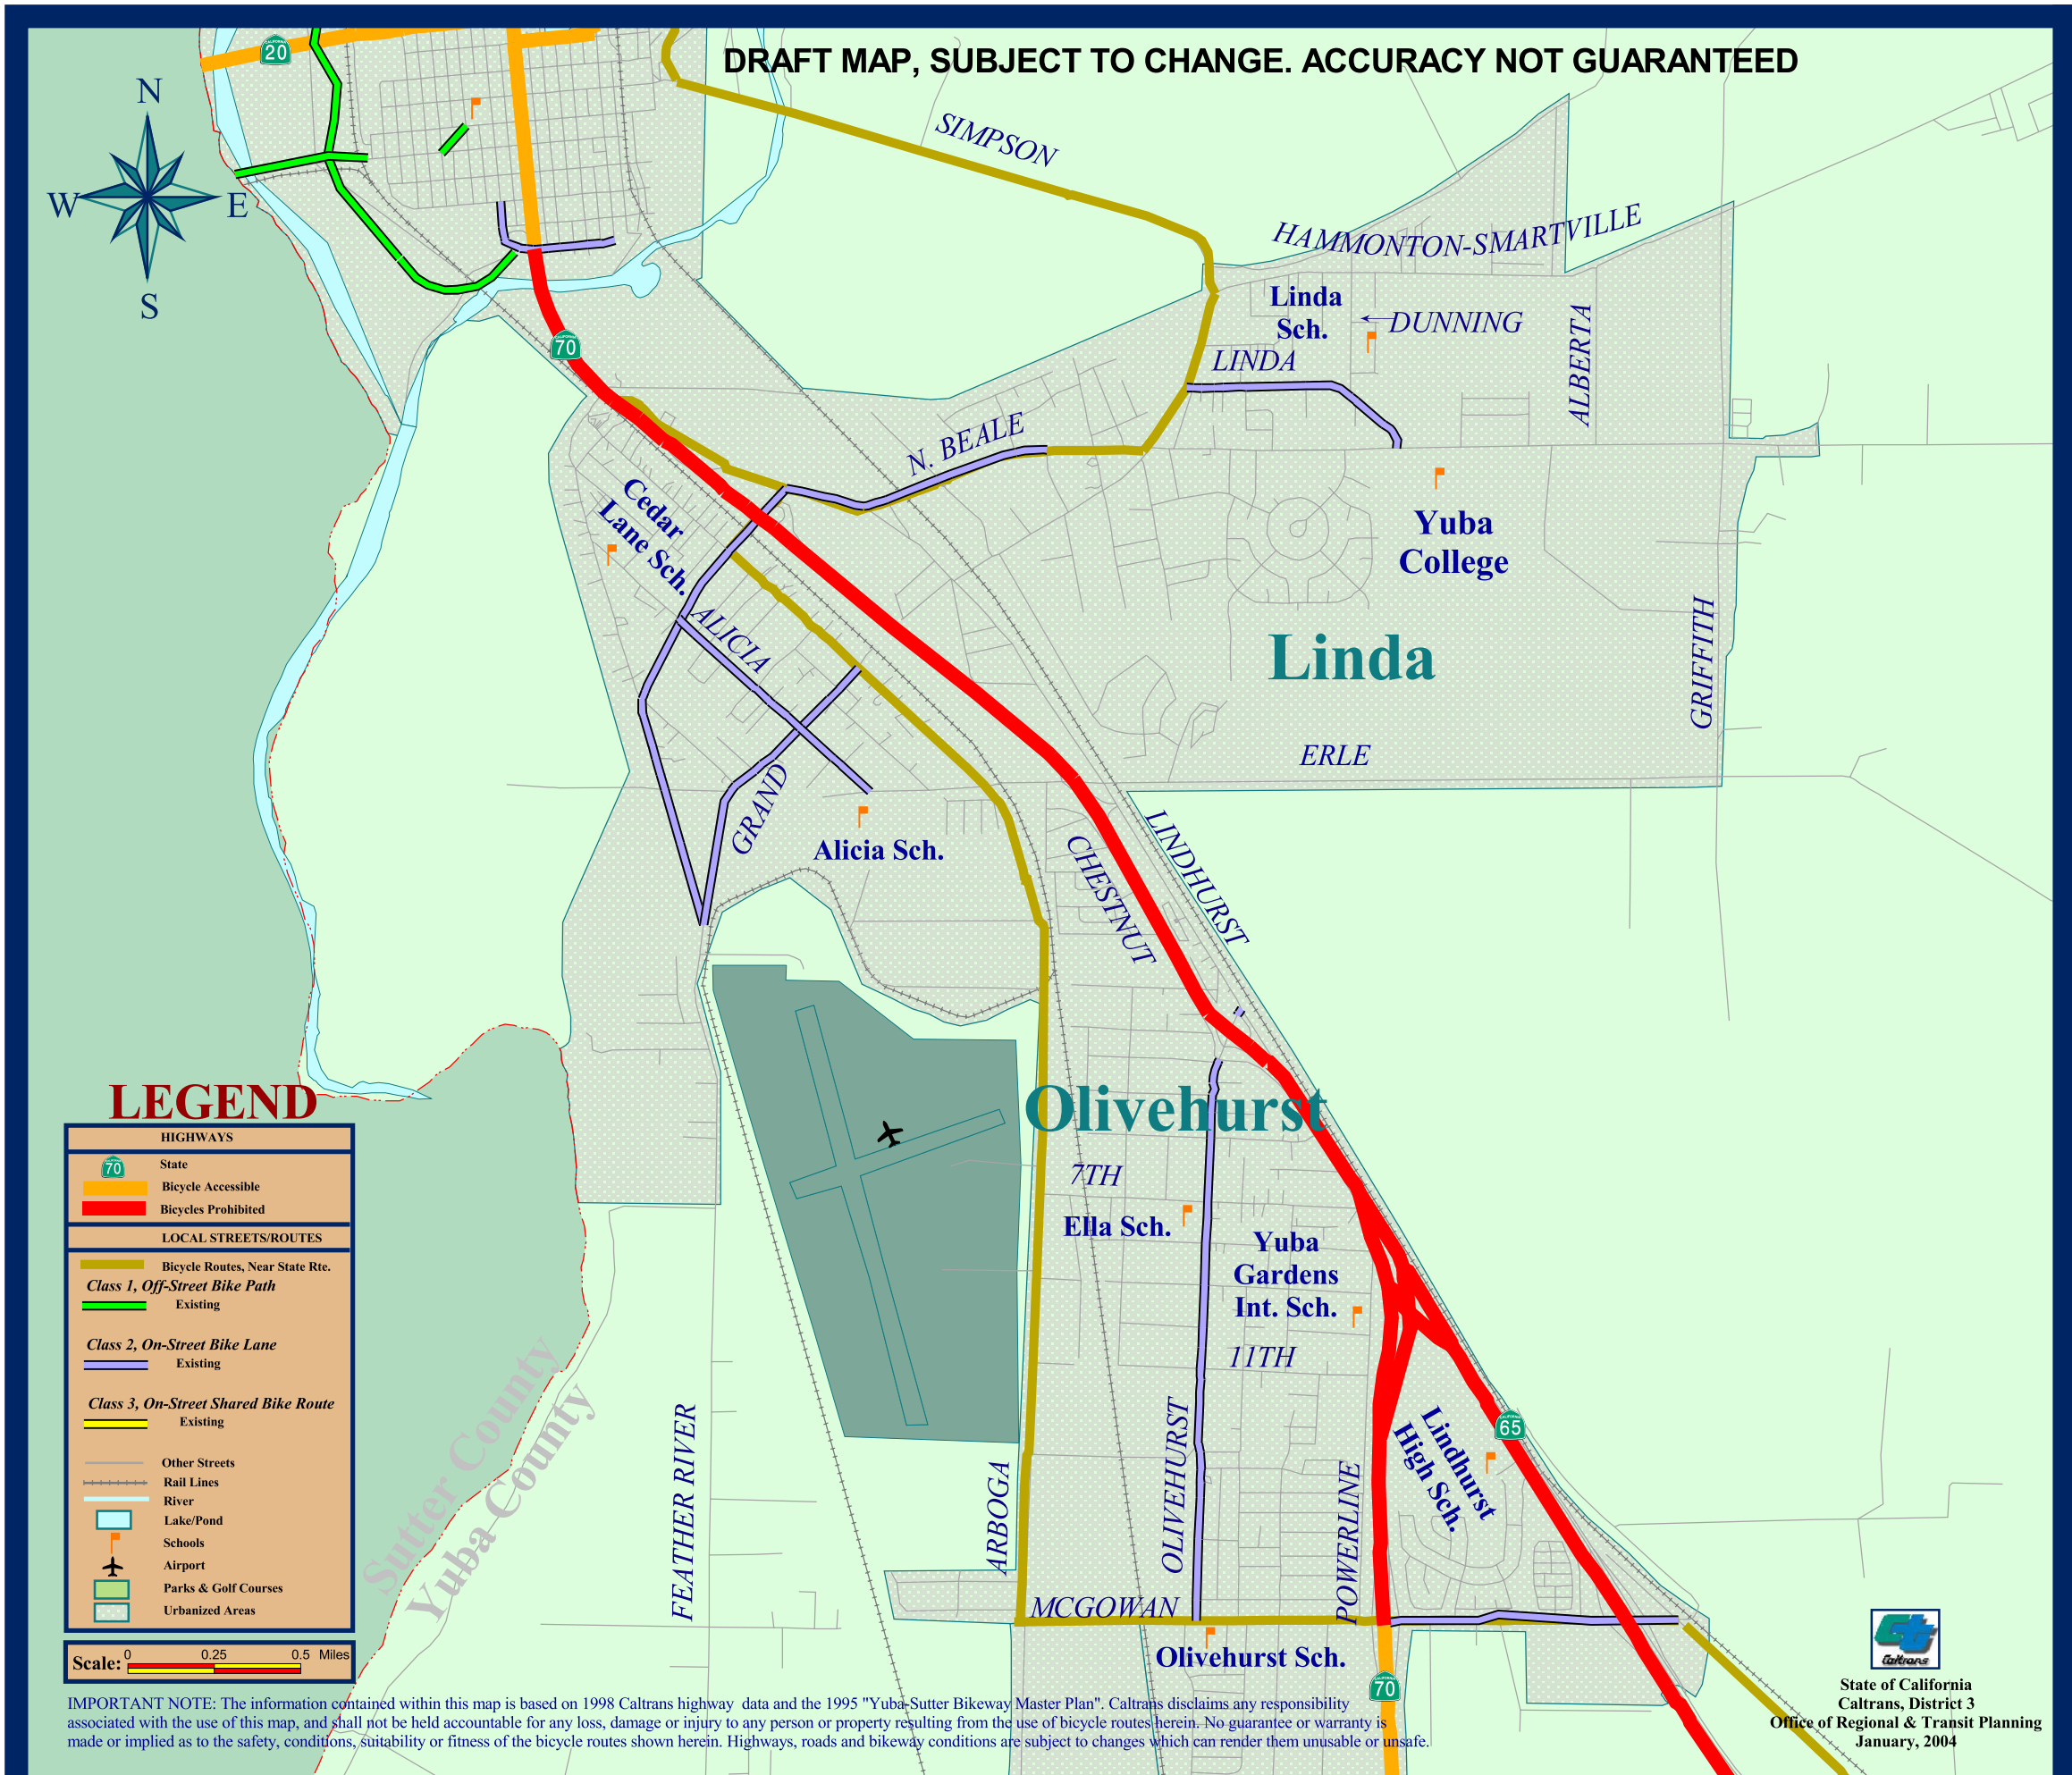 DRAFT MAP, SUBJECT TO CHANGE. ACCURACY NOT GUARANTEED
CALIFORNIA
20
N
W
E
S
SIMPSON
HAMMONTON-SMARTVILLE
Linda
Sch.
DUNNING
LINDA
ALBERTA
CALIFORNIA
70
N. BEALE
Cedar
Lane Sch.
Yuba
College
ALICIA
Linda
GRIFFITH
ERLE
GRAND
Alicia Sch.
CHESTNUT
LINDHURST
Olivehurst
7TH
Ella Sch.
Yuba
Gardens
Int. Sch.
11TH
Lindhurst
High Sch.
CALIFORNIA
65
Sutter County
Yuba County
FEATHER RIVER
ARBOGA
OLIVEHURST
POWERLINE
MCGOWAN
Olivehurst Sch.
CALIFORNIA
70
LEGEND
HIGHWAYS
CALIFORNIA
70
State
Bicycle Accessible
Bicycles Prohibited
LOCAL STREETS/ROUTES
Bicycle Routes, Near State Rte.
Class 1, Off-Street Bike Path
Existing
Class 2, On-Street Bike Lane
Existing
Class 3, On-Street Shared Bike Route
Existing
Other Streets
Rail Lines
River
Lake/Pond
Schools
Airport
Parks & Golf Courses
Urbanized Areas
Scale: 0 0.25 0.5 Miles
IMPORTANT NOTE: The information contained within this map is based on 1998 Caltrans highway data and the 1995 "Yuba-Sutter Bikeway Master Plan". Caltrans disclaims any responsibility
associated with the use of this map, and shall not be held accountable for any loss, damage or injury to any person or property resulting from the use of bicycle routes herein. No guarantee or warranty is
made or implied as to the safety, conditions, suitability or fitness of the bicycle routes shown herein. Highways, roads and bikeway conditions are subject to changes which can render them unusable or unsafe.
Ct
Caltrans
State of California
Caltrans, District 3
Office of Regional & Transit Planning
January, 2004